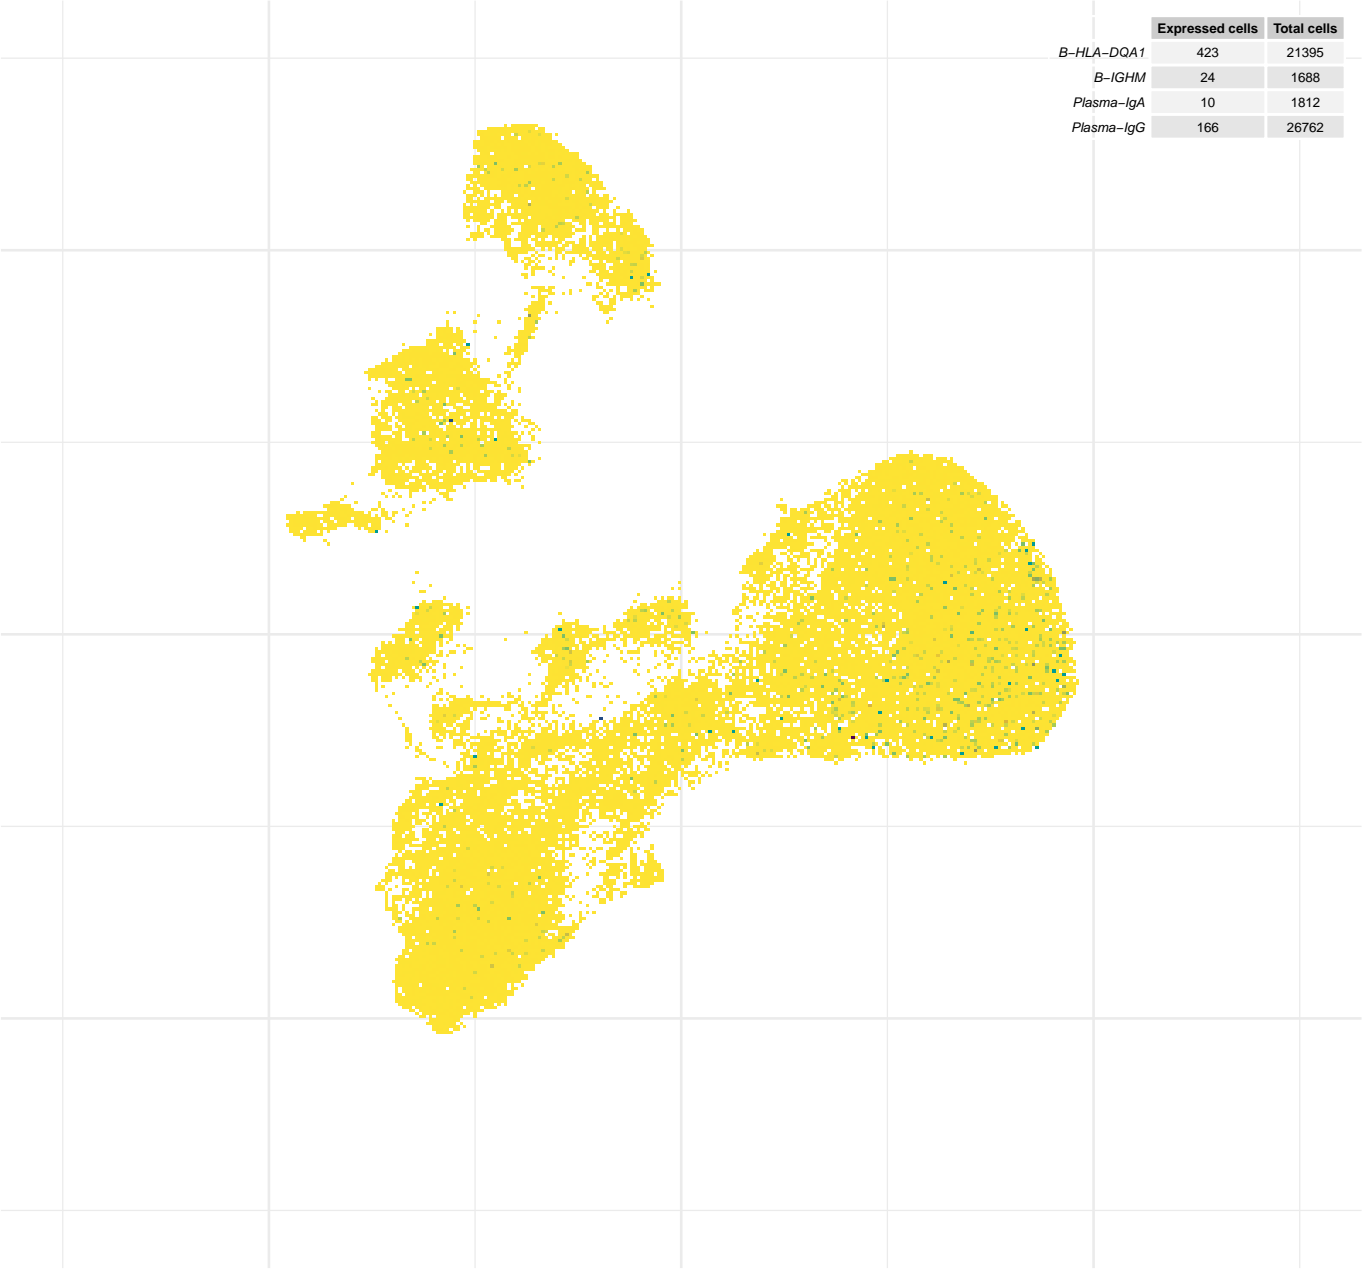 Expressed cells Total cells
B−HLA−DQA1 423 21395
B−IGHM 24 1688
Plasma−IgA 10 1812
Plasma−IgG 166 26762